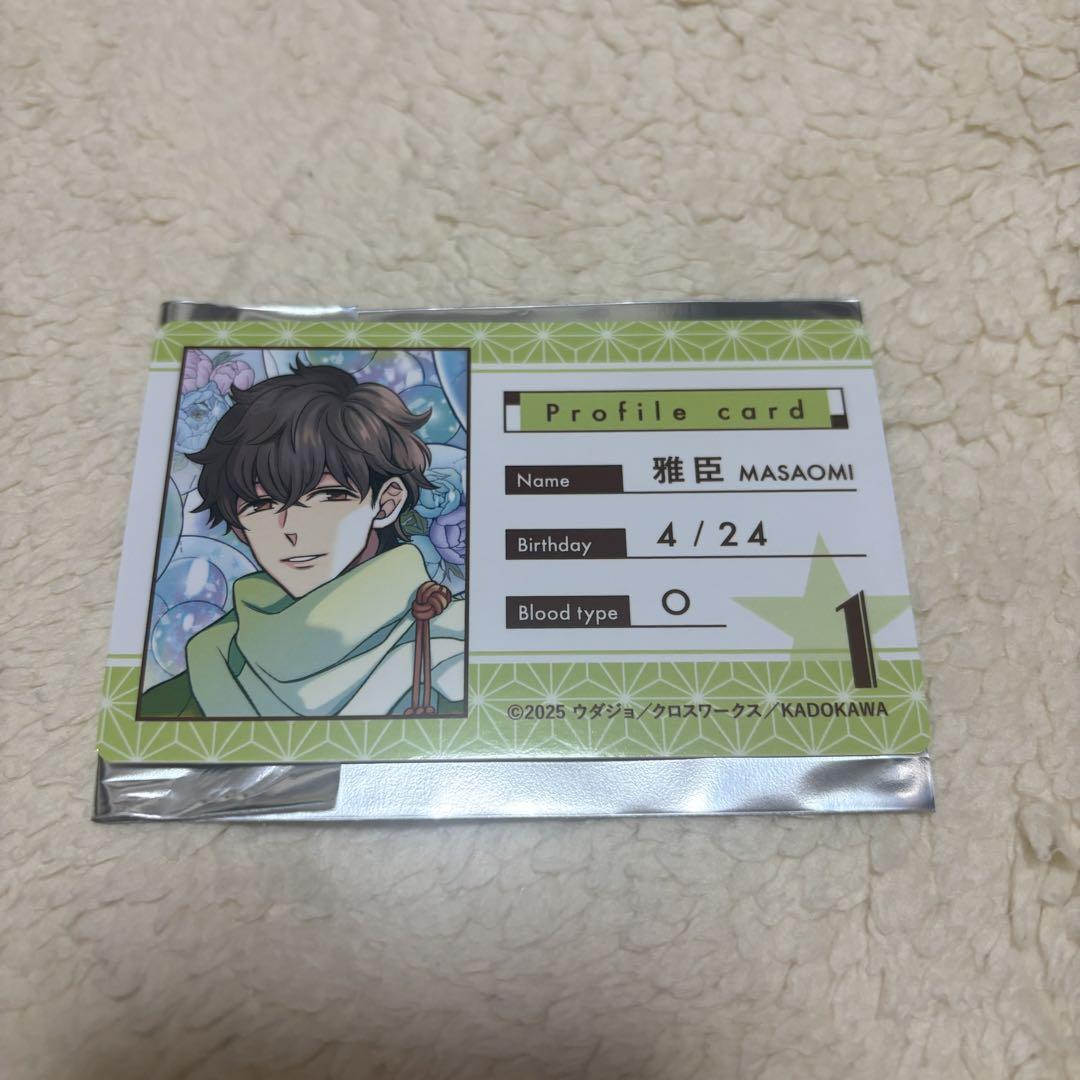 Profile card
Name 雅臣 MASAOMI
Birthday 4/24
Blood type O
1
©2025 ウダジョ／クロスワークス／KADOKAWA